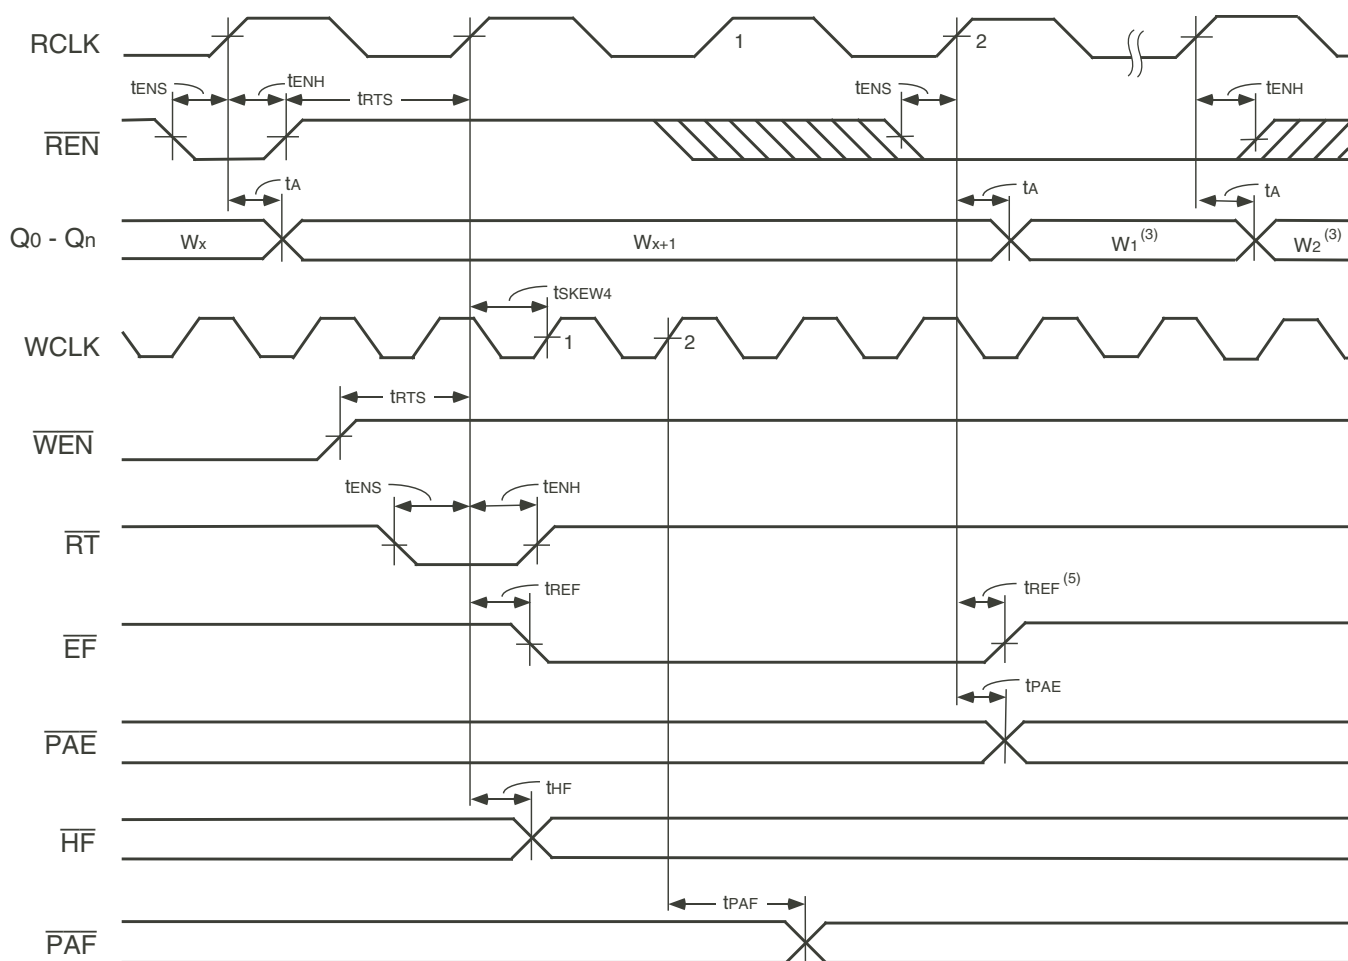 RCLK
1
2
tENS
tENH
tRTS
tENS
tENH
REN
tA
tA
tA
Q0 - Qn
Wx
Wx+1
W1(3)
W2(3)
tSKEW4
WCLK
1
2
tRTS
WEN
tENS
tENH
RT
tREF
tREF(5)
EF
tPAE
PAE
tHF
HF
tPAF
PAF